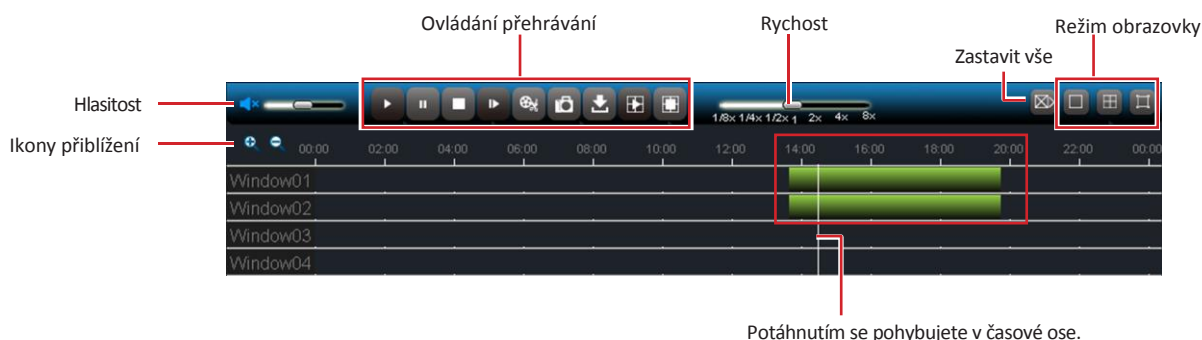 Ovládání přehrávání
Rychost
Režim obrazovky
Zastavit vše
Hlasitost
1/8x 1/4x 1/2x 1 2x 4x 8x
Ikony přiblížení
00:00 02:00 04:00 06:00 08:00 10:00 12:00 14:00 16:00 18:00 20:00 22:00 00:00
Window01
Window02
Window03
Window04
Potáhnutím se pohybujete v časové ose.